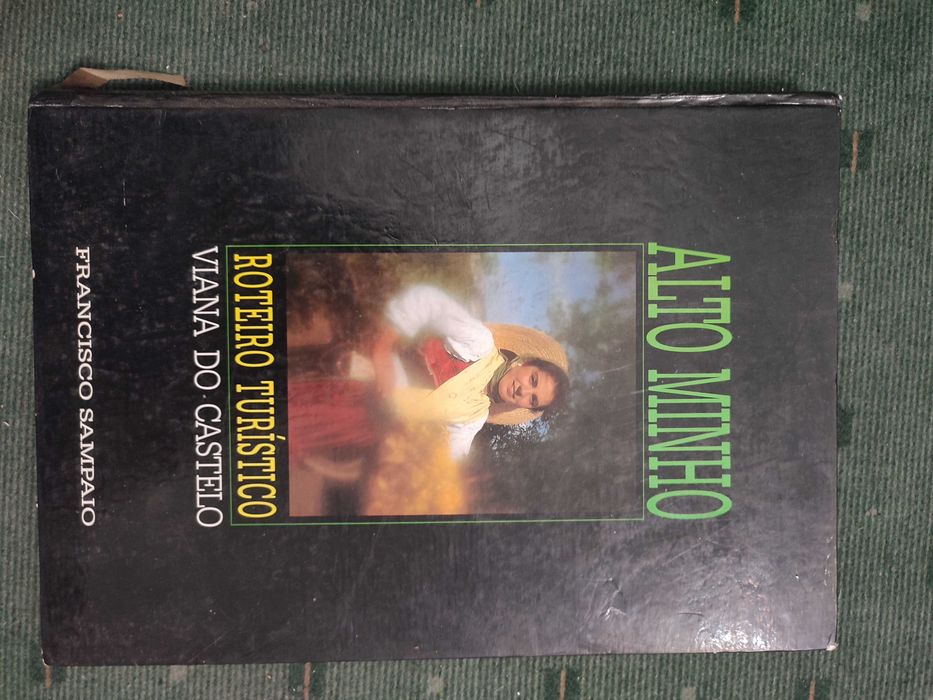 ALTO MINHO
ROTEIRO TURÍSTICO
VIANA DO CASTELO
FRANCISCO SAMPAIO